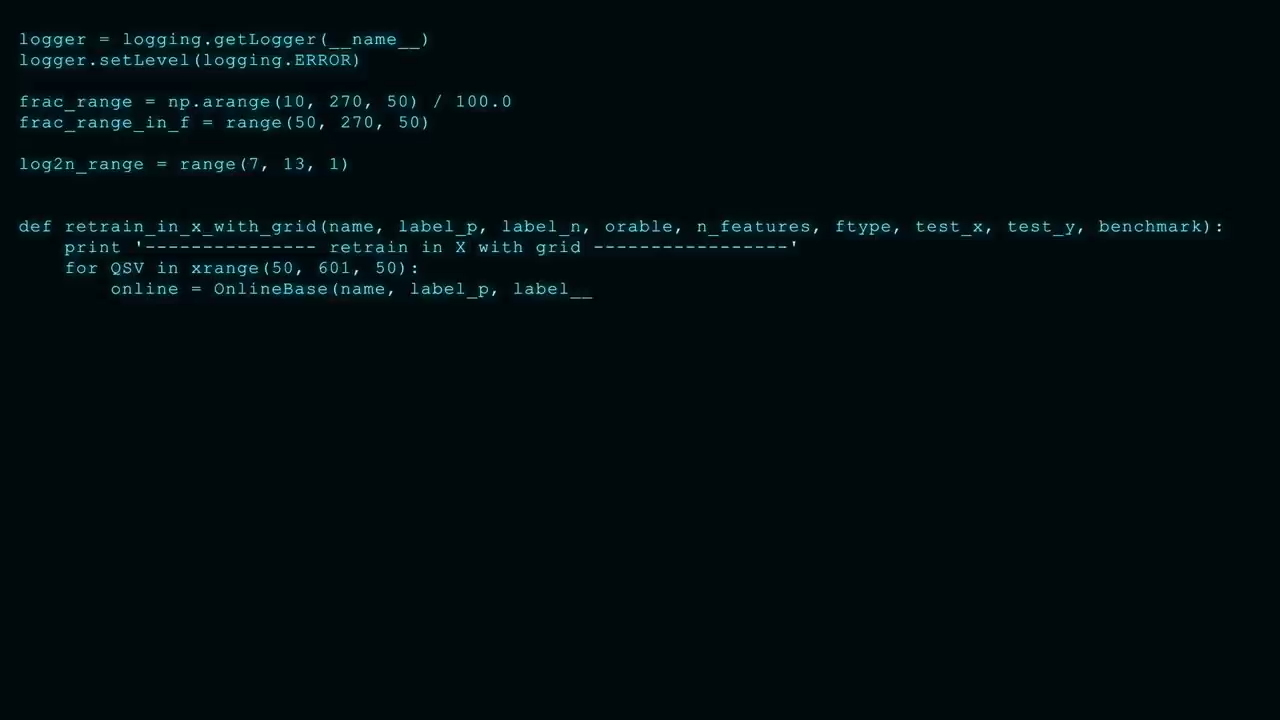 logger = logging.getLogger(__name__)
logger.setLevel(logging.ERROR)
frac_range = np.arange(10, 270, 50) / 100.0
frac_range_in_f = range(50, 270, 50)
log2n_range = range(7, 13, 1)
def retrain_in_x_with_grid(name, label_p, label_n, orable, n_features, ftype, test_x, test_y, benchmark):
    print '--------------- retrain in X with grid -----------------'
    for QSV in xrange(50, 601, 50):
        online = OnlineBase(name, label_p, label__